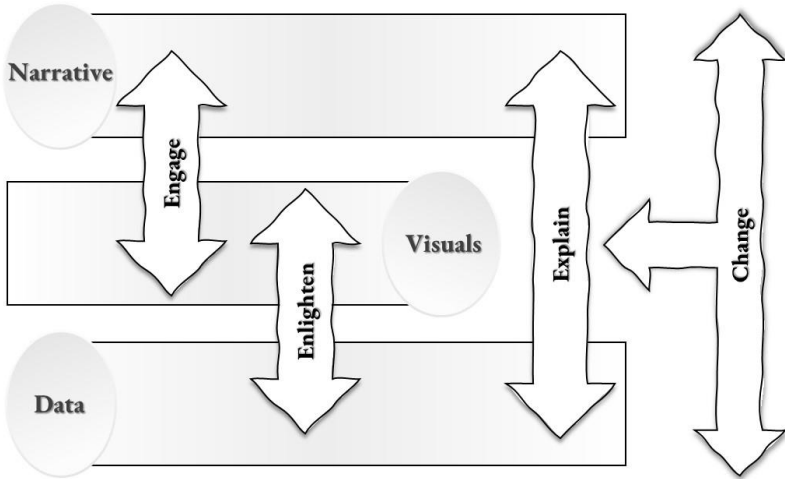 Narrative
Engage
Visuals
Enlighten
Explain
Change
Data